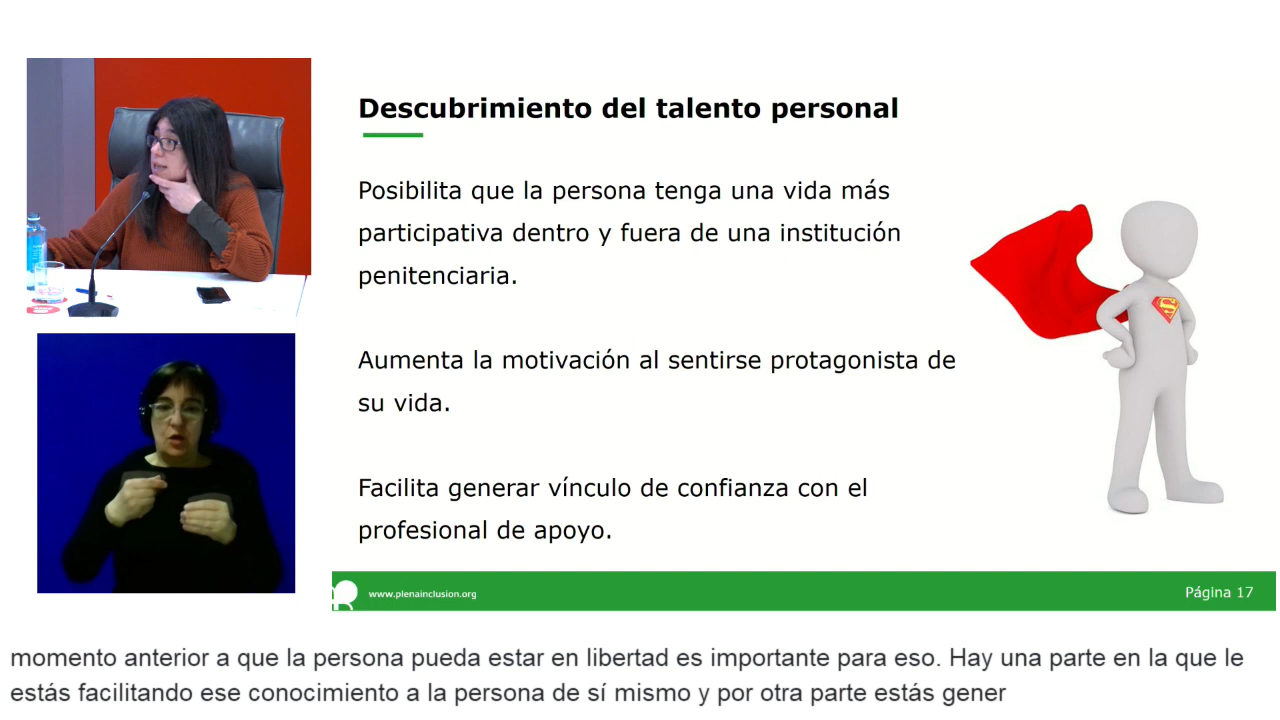 Descubrimiento del talento personal
Posibilita que la persona tenga una vida más
participativa dentro y fuera de una institución
penitenciaria.
Aumenta la motivación al sentirse protagonista de
su vida.
Facilita generar vínculo de confianza con el
profesional de apoyo.
www.plenainclusion.org
Página 17
momento anterior a que la persona pueda estar en libertad es importante para eso. Hay una parte en la que le
estás facilitando ese conocimiento a la persona de sí mismo y por otra parte estás gener